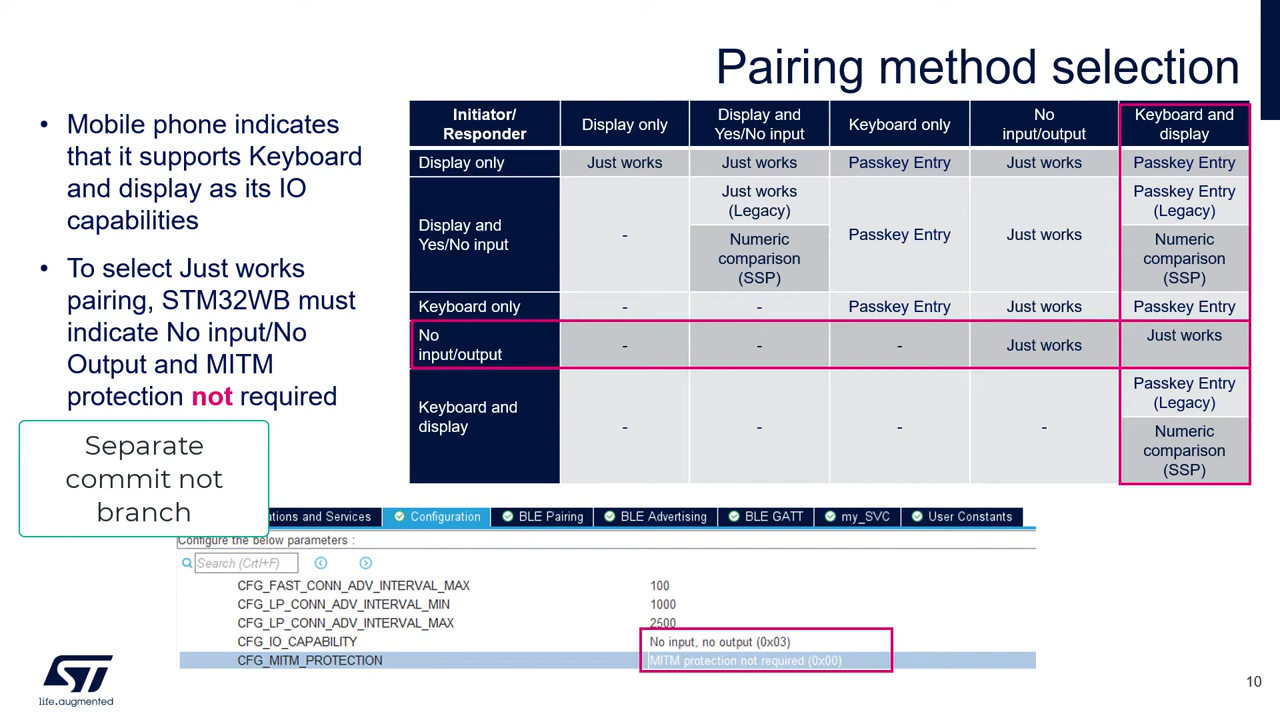 Pairing method selection
• Mobile phone indicates
that it supports Keyboard
and display as its IO
capabilities
• To select Just works
pairing, STM32WB must
indicate No input/No
Output and MITM
protection not required
Separate
commit not
branch
Initiator/
Responder
Display only
Display and
Yes/No input
Keyboard only
No
input/output
Keyboard and
display
Display only
Just works
Just works
Passkey Entry
Just works
Passkey Entry
Display and
Yes/No input
-
Just works
(Legacy)
Numeric
comparison
(SSP)
Passkey Entry
Just works
Passkey Entry
(Legacy)
Numeric
comparison
(SSP)
Keyboard only
-
-
Passkey Entry
Just works
Passkey Entry
No
input/output
-
-
-
Just works
Just works
Keyboard and
display
-
-
-
-
Passkey Entry
(Legacy)
Numeric
comparison
(SSP)
ations and Services
Configuration
BLE Pairing
BLE Advertising
BLE GATT
my_SVC
User Constants
Configure the below parameters :
Search (Crtl+F)
CFG_FAST_CONN_ADV_INTERVAL_MAX 100
CFG_LP_CONN_ADV_INTERVAL_MIN 1000
CFG_LP_CONN_ADV_INTERVAL_MAX 2500
CFG_IO_CAPABILITY No input, no output (0x03)
CFG_MITM_PROTECTION MITM protection not required (0x00)
ST
life.augmented
10